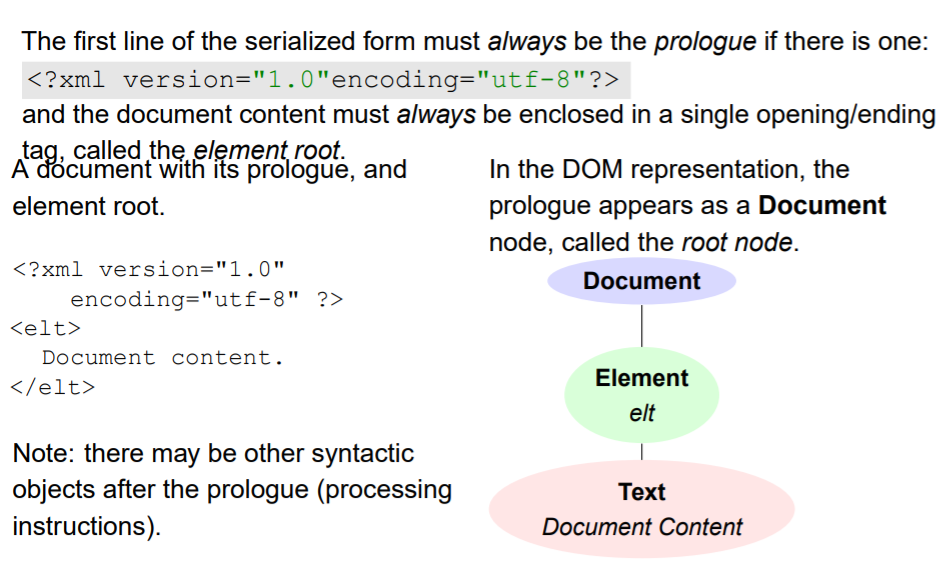 The first line of the serialized form must always be the prologue if there is one:
<?xml version="1.0"encoding="utf-8"?>
and the document content must always be enclosed in a single opening/ending
tag, called the element root.
A document with its prologue, and
element root.
<?xml version="1.0"
encoding="utf-8" ?>
<elt>
Document content.
</elt>
Note: there may be other syntactic
objects after the prologue (processing
instructions).
In the DOM representation, the
prologue appears as a Document
node, called the root node.
Document
Element
elt
Text
Document Content